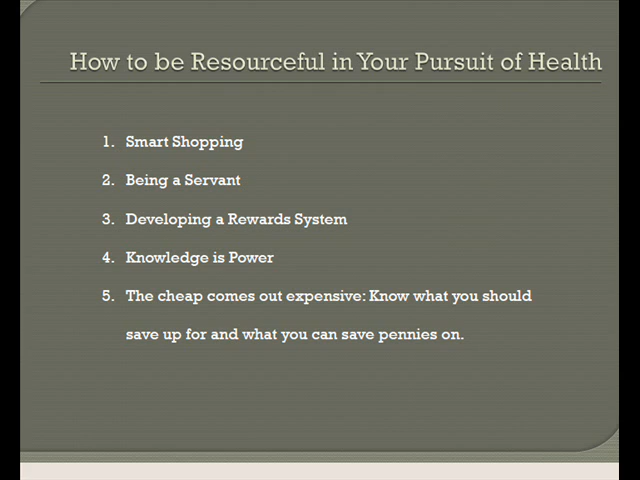 How to be Resourceful in Your Pursuit of Health
1. Smart Shopping
2. Being a Servant
3. Developing a Rewards System
4. Knowledge is Power
5. The cheap comes out expensive: Know what you should
save up for and what you can save pennies on.